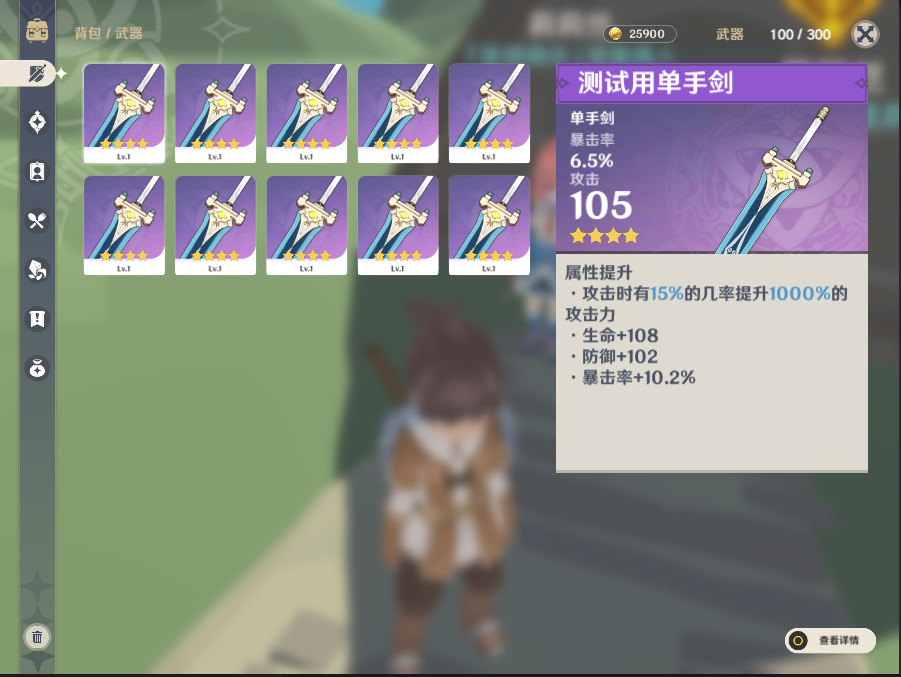 背包 / 武器
25900
武器 100 / 300
Lv.1
Lv.1
Lv.1
Lv.1
Lv.1
Lv.1
Lv.1
Lv.1
Lv.1
Lv.1
测试用单手剑
单手剑
暴击率
6.5%
攻击
105
属性提升
·攻击时有15%的几率提升1000%的
攻击力
·生命+108
·防御+102
·暴击率+10.2%
查看详情